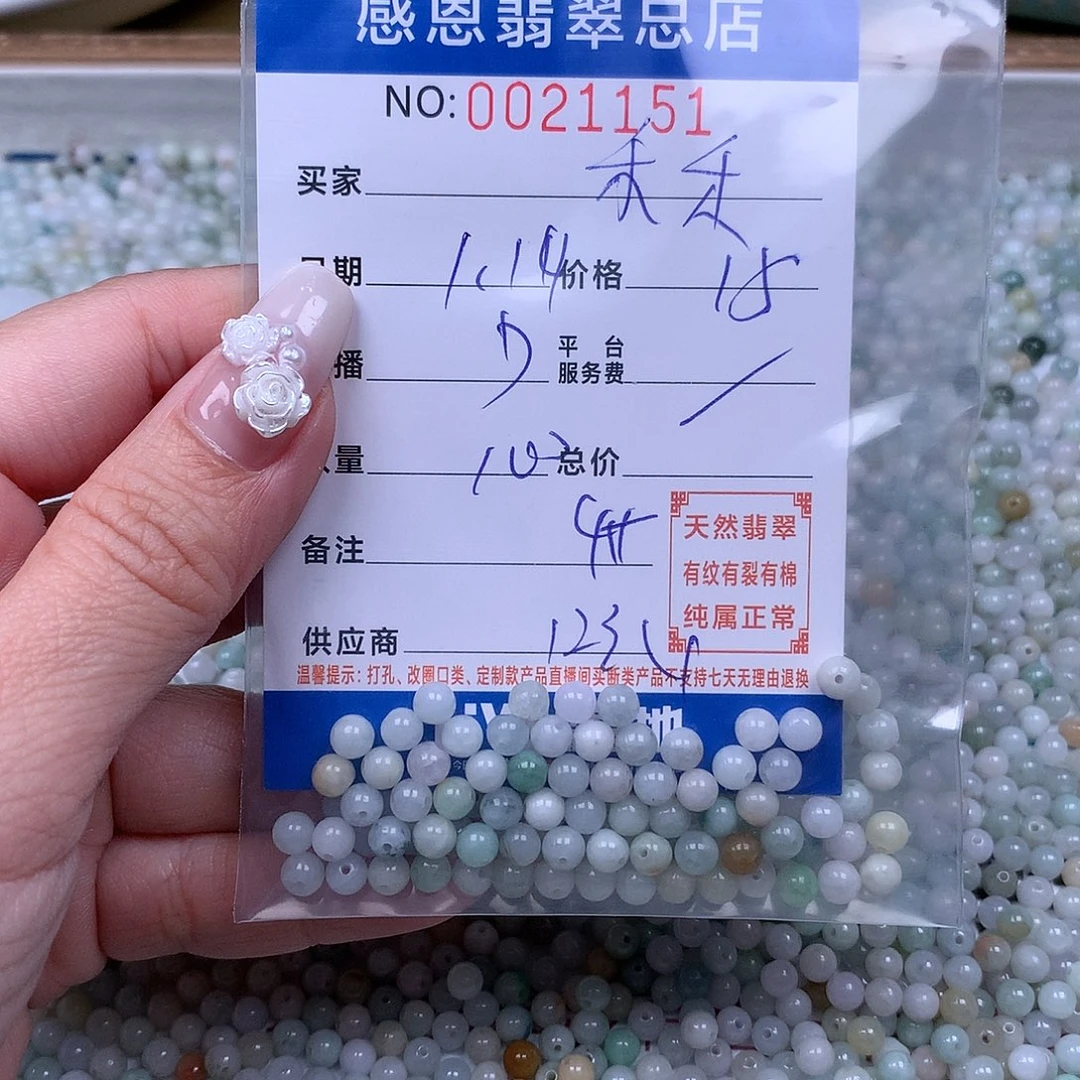 感恩翡翠总店
NO:0021151
买家 禾禾
日期 1.14 价格 18
播 平台服务费 /
量 10 总价
备注
天然翡翠
有纹有裂有棉
纯属正常
供应商 123
温馨提示：打孔、改圈口类、定制款产品直播间买断类产品不支持七天无理由退换